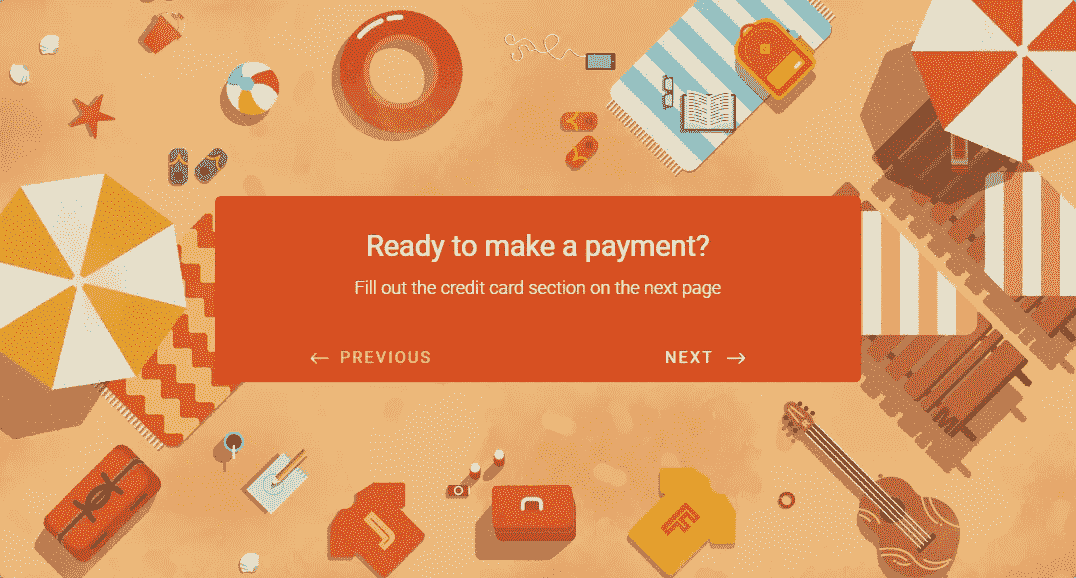 Ready to make a payment?
Fill out the credit card section on the next page
← PREVIOUS
NEXT →
J
F